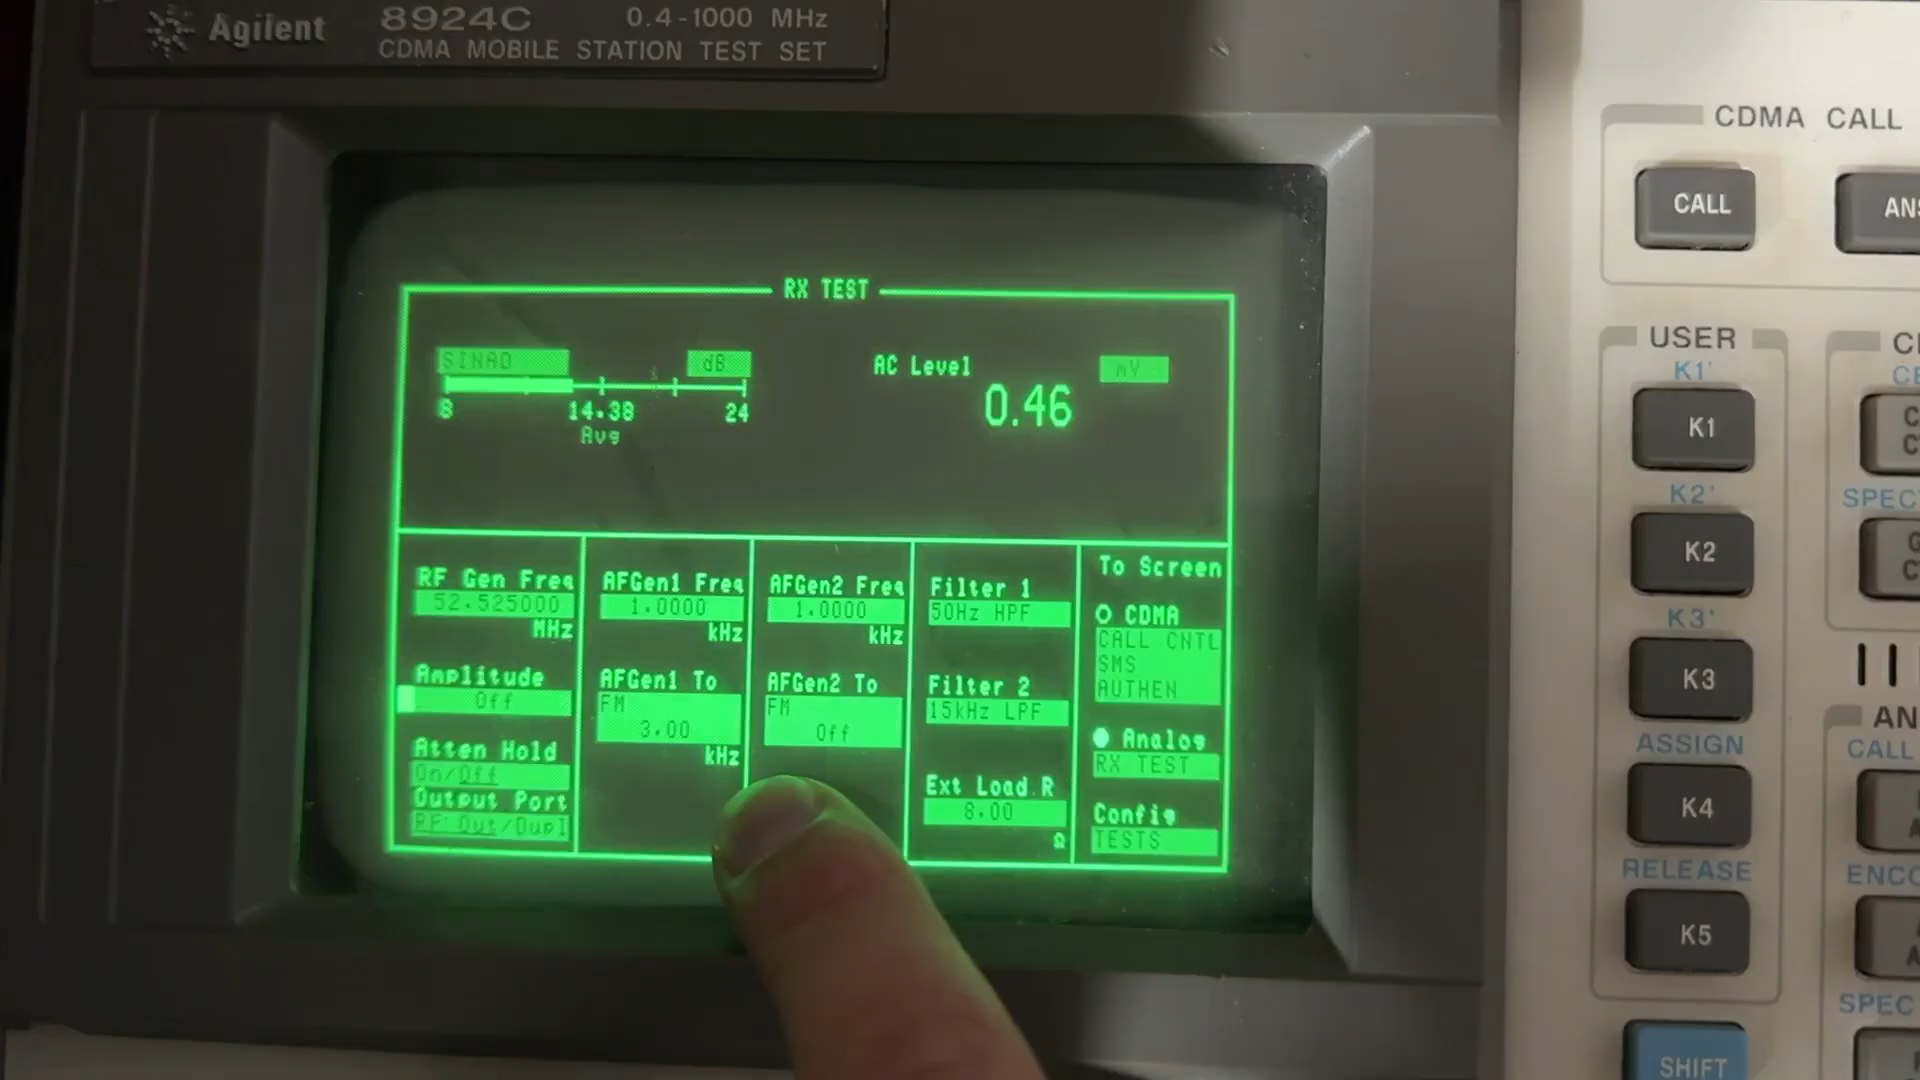 Agilent 8924C 0.4-1000 MHz
CDMA MOBILE STATION TEST SET
RX TEST
SINAD dB
8 14.38 24
Avg
AC Level mV
0.46
RF Gen Freq
52.525000
MHz
Amplitude
Off
Atten Hold
On/Off
Output Port
RF Out/Dupl
AFGen1 Freq
1.0000
kHz
AFGen1 To
FM
3.00
kHz
AFGen2 Freq
1.0000
kHz
AFGen2 To
FM
Off
Filter 1
50Hz HPF
Filter 2
15kHz LPF
Ext Load R
8.00
Ω
To Screen
CDMA
CALL CNTL
SMS
AUTHEN
Analog
RX TEST
Config
TESTS
CDMA CALL
CALL
USER
K1'
K1
K2'
K2
K3'
K3
ASSIGN
K4
RELEASE
K5
SHIFT
CALL